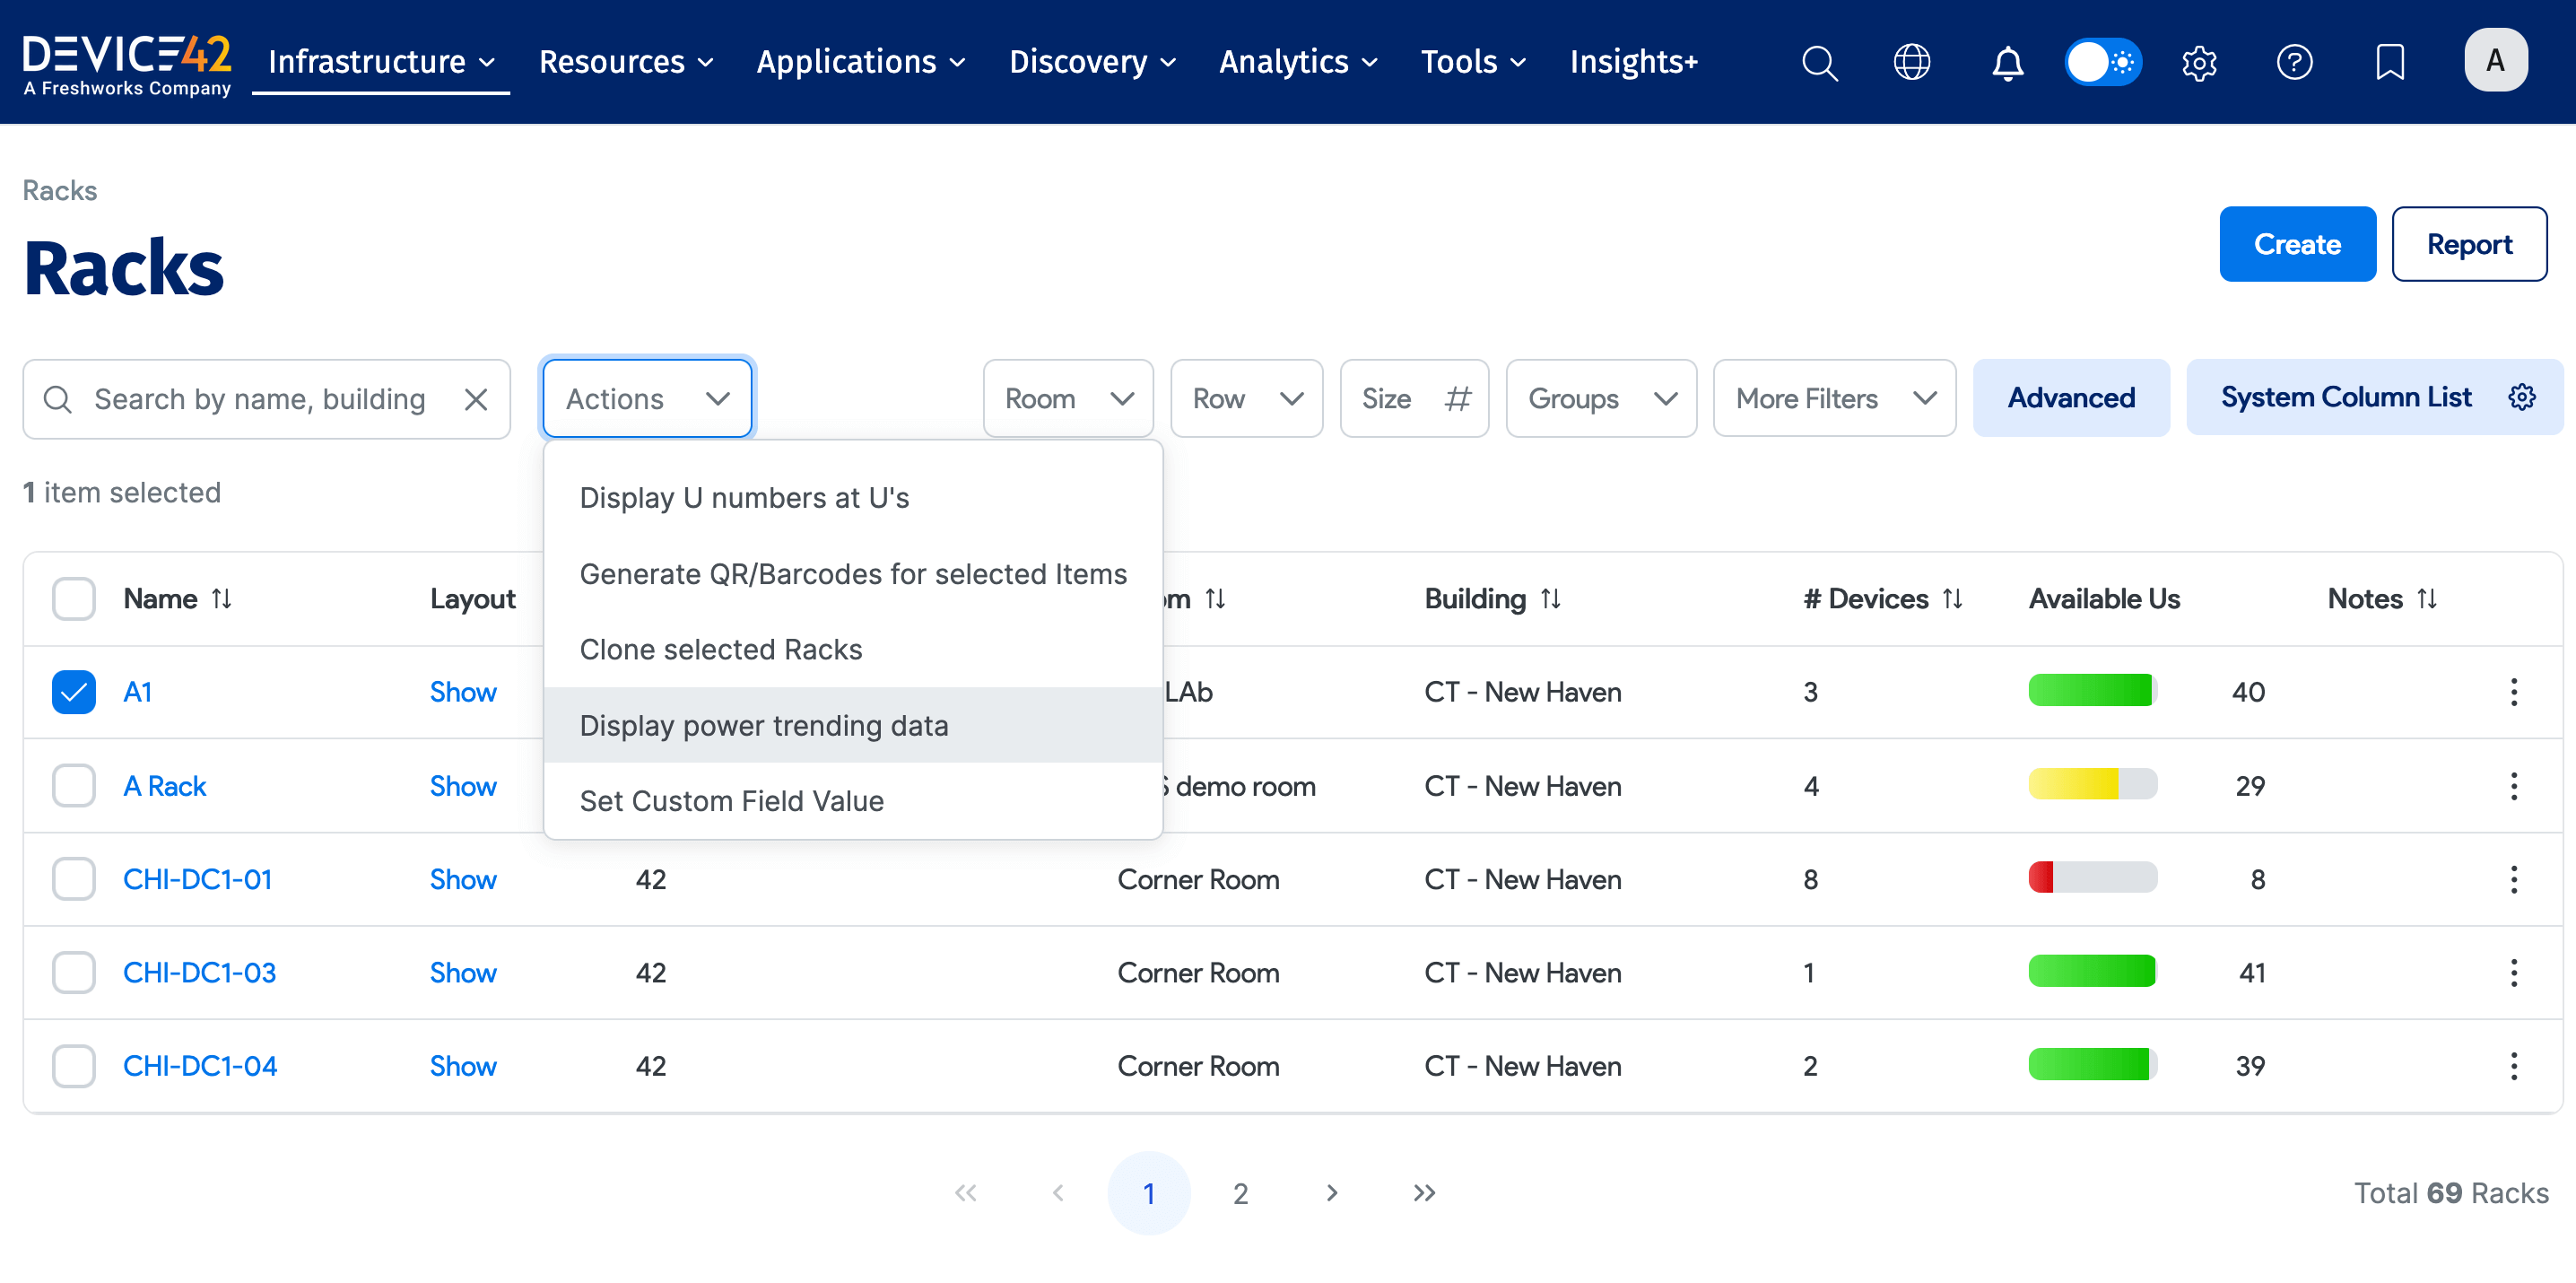 DEVICE42
A Freshworks Company
Infrastructure Resources Applications Discovery Analytics Tools Insights+ A
Racks
Racks
Create Report
Search by name, building Actions Room Row Size # Groups More Filters Advanced System Column List
1 item selected
Display U numbers at U's
Generate QR/Barcodes for selected Items
Clone selected Racks
Display power trending data
Set Custom Field Value
Name Layout Building # Devices Available Us Notes
A1 Show LAb CT - New Haven 3 40
A Rack Show demo room CT - New Haven 4 29
CHI-DC1-01 Show 42 Corner Room CT - New Haven 8 8
CHI-DC1-03 Show 42 Corner Room CT - New Haven 1 41
CHI-DC1-04 Show 42 Corner Room CT - New Haven 2 39
« ‹ 1 2 › »
Total 69 Racks